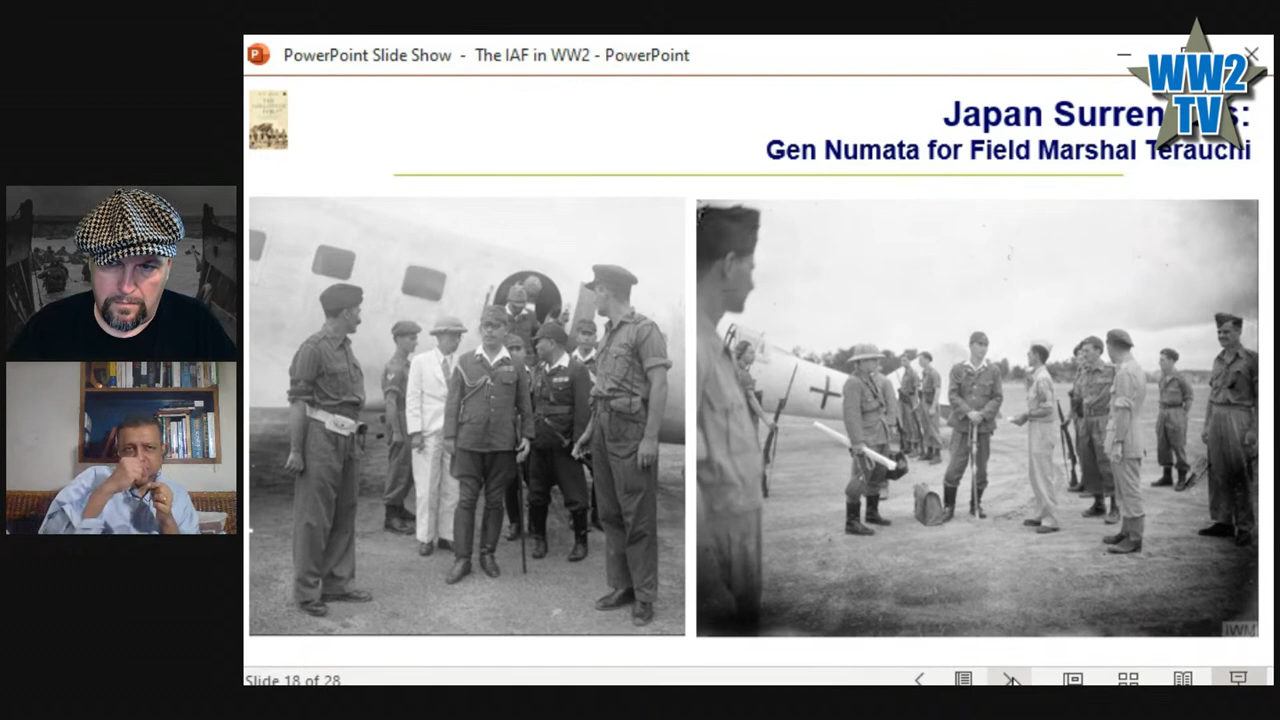 PowerPoint Slide Show - The IAF in WW2 - PowerPoint
WW2
TV
Japan Surren s:
Gen Numata for Field Marshal Terauchi
IWM
Slide 18 of 28